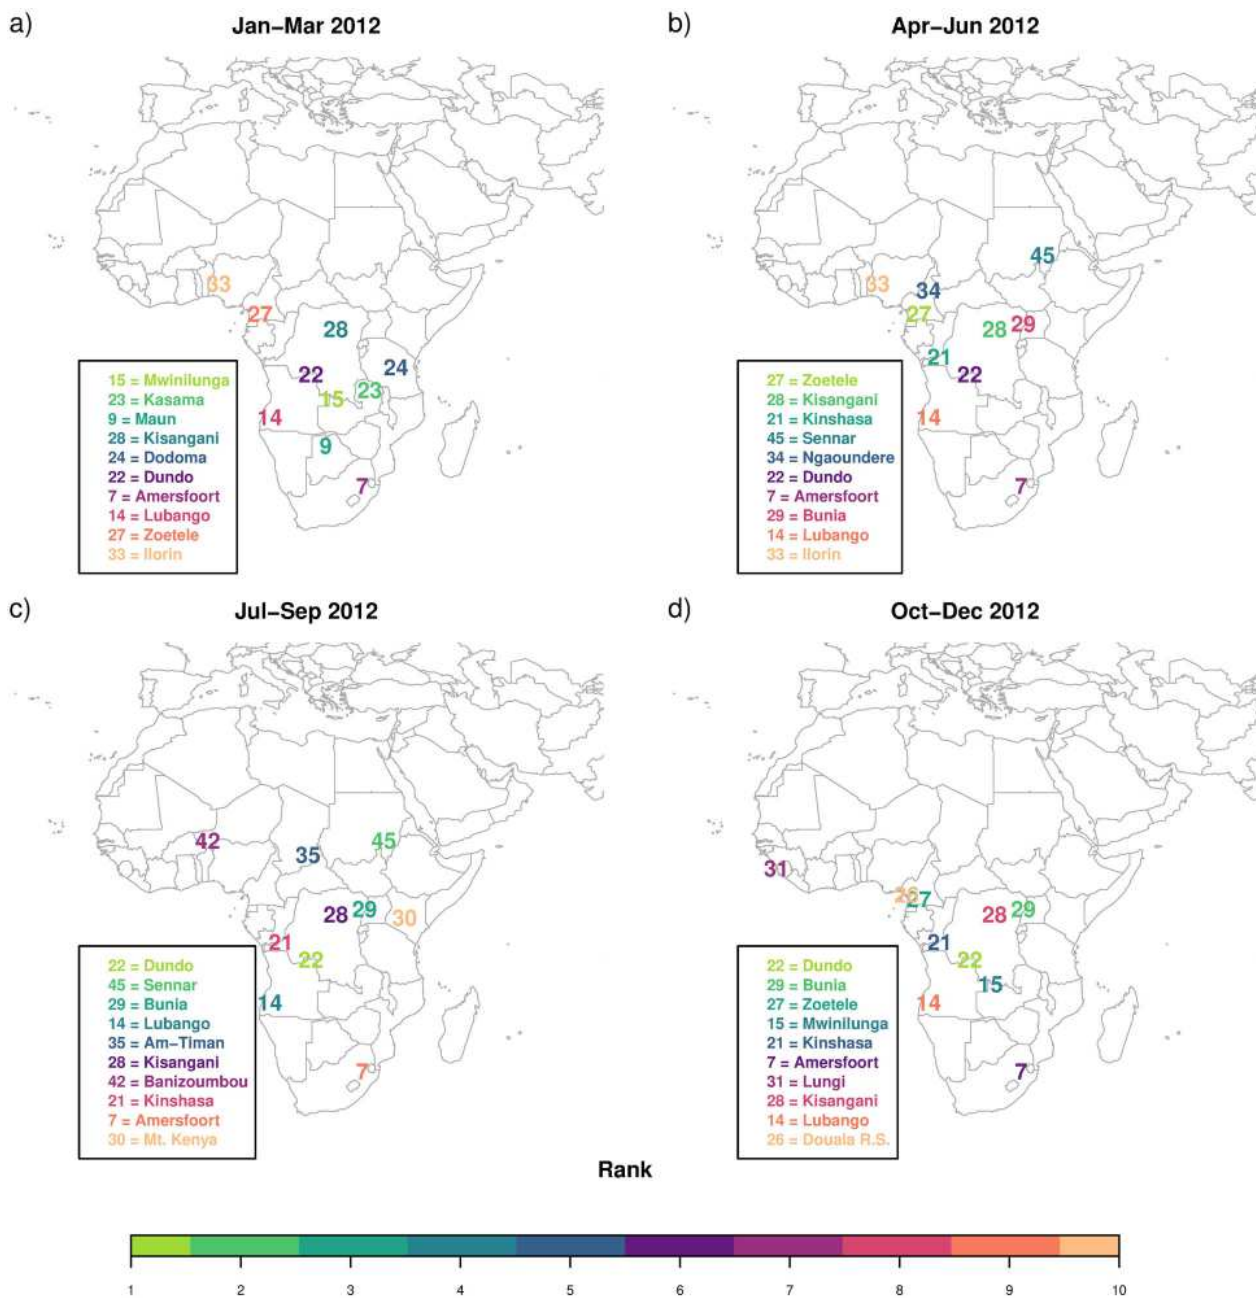 a)
Jan–Mar 2012
33
27
28
22
24
15
23
14
9
7
15 = Mwinilunga
23 = Kasama
9 = Maun
28 = Kisangani
24 = Dodoma
22 = Dundo
7 = Amersfoort
14 = Lubango
27 = Zoetele
33 = Ilorin
b)
Apr–Jun 2012
45
33
34
27
28
29
21
22
14
7
27 = Zoetele
28 = Kisangani
21 = Kinshasa
45 = Sennar
34 = Ngaoundere
22 = Dundo
7 = Amersfoort
29 = Bunia
14 = Lubango
33 = Ilorin
c)
Jul–Sep 2012
42
35
45
28
29
30
21
22
14
7
22 = Dundo
45 = Sennar
29 = Bunia
14 = Lubango
35 = Am–Timan
28 = Kisangani
42 = Banizoumbou
21 = Kinshasa
7 = Amersfoort
30 = Mt. Kenya
d)
Oct–Dec 2012
31
26
27
28
29
21
22
15
14
7
22 = Dundo
29 = Bunia
27 = Zoetele
15 = Mwinilunga
21 = Kinshasa
7 = Amersfoort
31 = Lungi
28 = Kisangani
14 = Lubango
26 = Douala R.S.
Rank
1 2 3 4 5 6 7 8 9 10